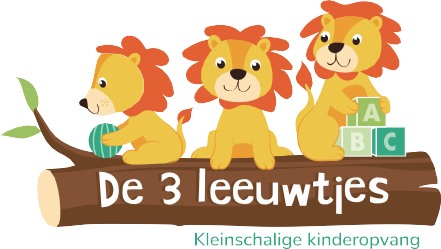 A
B C
De 3 leeuwtjes
Kleinschalige kinderopvang